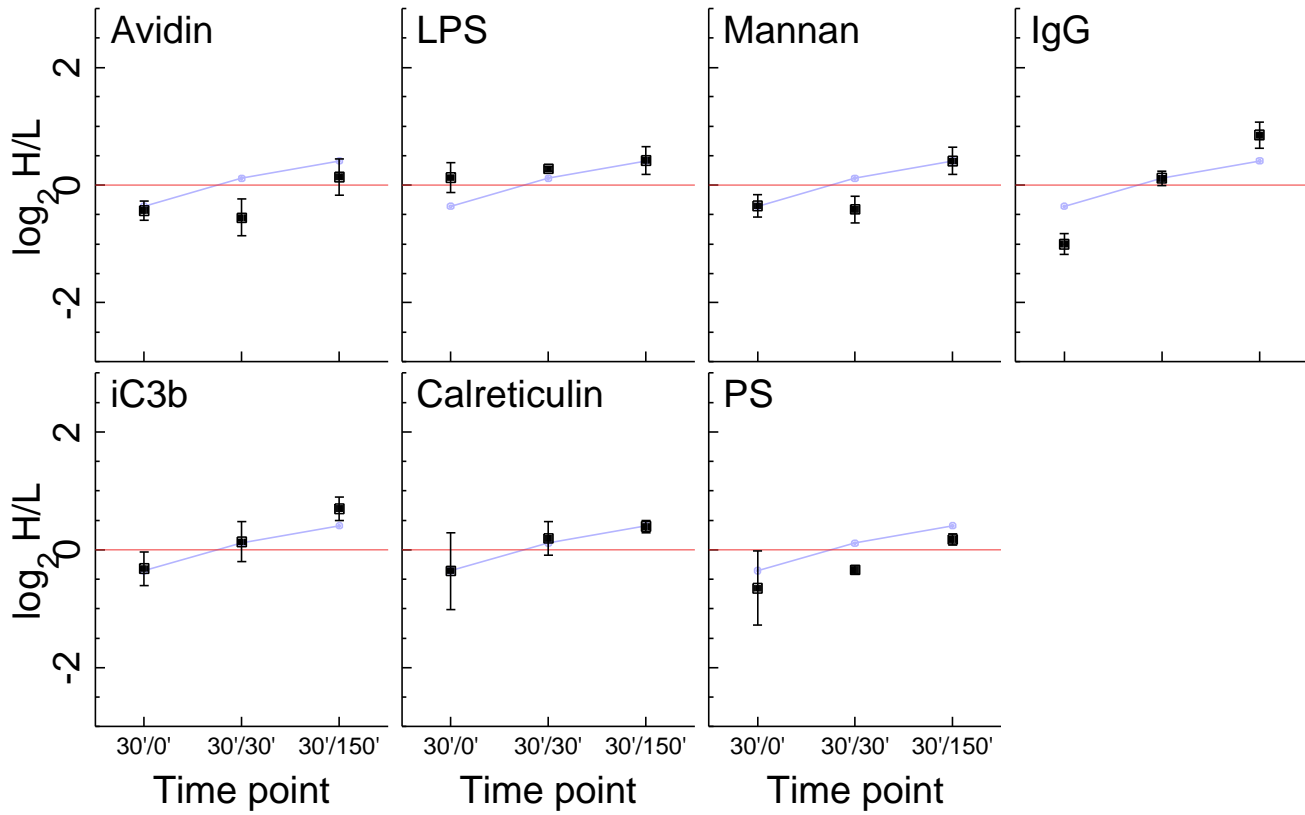 Avidin LPS Mannan IgG
log2 H/L
2
0
-2
iC3b Calreticulin PS
log2 H/L
2
0
-2
30'/0' 30'/30' 30'/150' 30'/0' 30'/30' 30'/150' 30'/0' 30'/30' 30'/150'
Time point Time point Time point